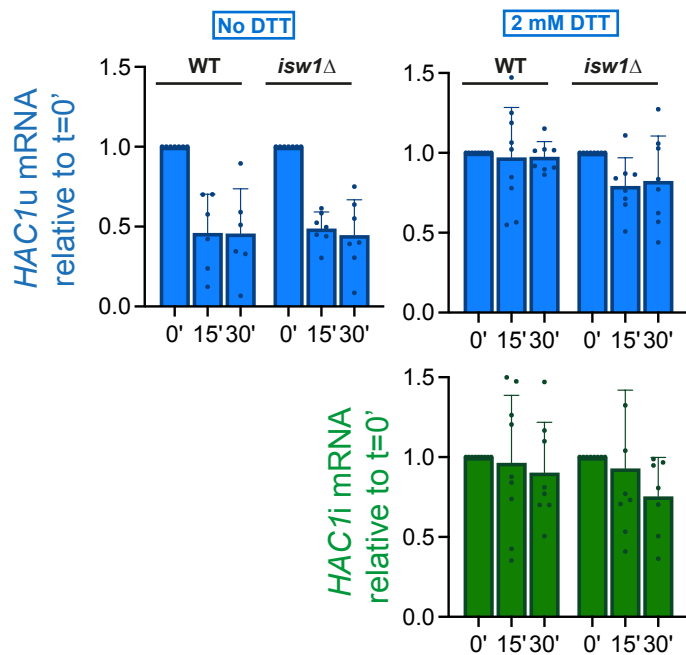 No DTT
2 mM DTT
WT
isw1Δ
WT
isw1Δ
HAC1u mRNA
relative to t=0’
1.5
1.0
0.5
0.0
0' 15' 30'
0' 15' 30'
1.5
1.0
0.5
0.0
0' 15' 30'
0' 15' 30'
HAC1i mRNA
relative to t=0’
1.5
1.0
0.5
0.0
0' 15' 30'
0' 15' 30'